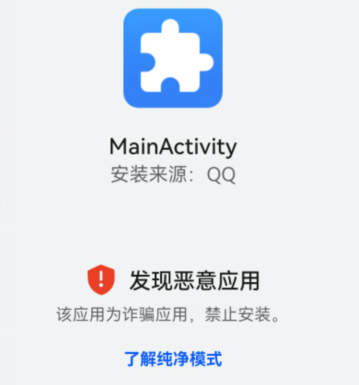 MainActivity
安装来源：QQ
发现恶意应用
该应用为诈骗应用，禁止安装。
了解纯净模式